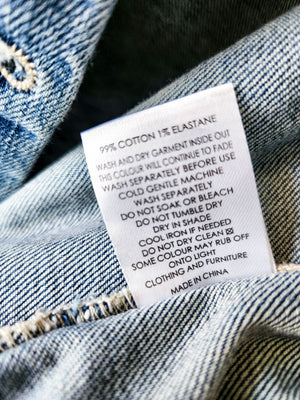 99% COTTON 1% ELASTANE
WASH AND DRY GARMENT INSIDE OUT
THIS COLOUR WILL CONTINUE TO FADE
WASH SEPARATELY BEFORE USE
COLD GENTLE MACHINE
WASH SEPARATELY
DO NOT SOAK OR BLEACH
DO NOT TUMBLE DRY
DRY IN SHADE
COOL IRON IF NEEDED
DO NOT DRY CLEAN ☒
SOME COLOUR MAY RUB OFF
ONTO LIGHT
CLOTHING AND FURNITURE
MADE IN CHINA